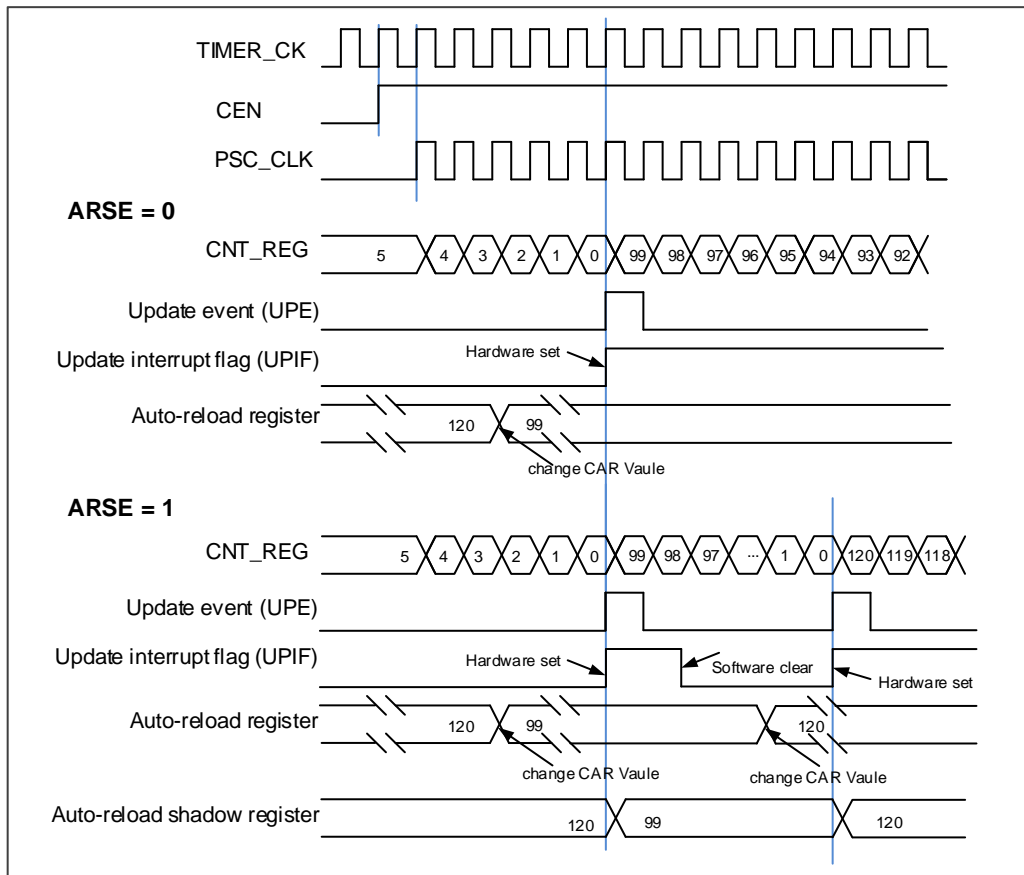 TIMER_CK
CEN
PSC_CLK
ARSE = 0
CNT_REG 5 4 3 2 1 0 99 98 97 96 95 94 93 92
Update event (UPE)
Update interrupt flag (UPIF) Hardware set
Auto-reload register 120 99
change CAR Vaule
ARSE = 1
CNT_REG 5 4 3 2 1 0 99 98 97 ... 1 0 120 119 118
Update event (UPE)
Update interrupt flag (UPIF) Hardware set Software clear Hardware set
Auto-reload register 120 99 120
change CAR Vaule change CAR Vaule
Auto-reload shadow register 120 99 120